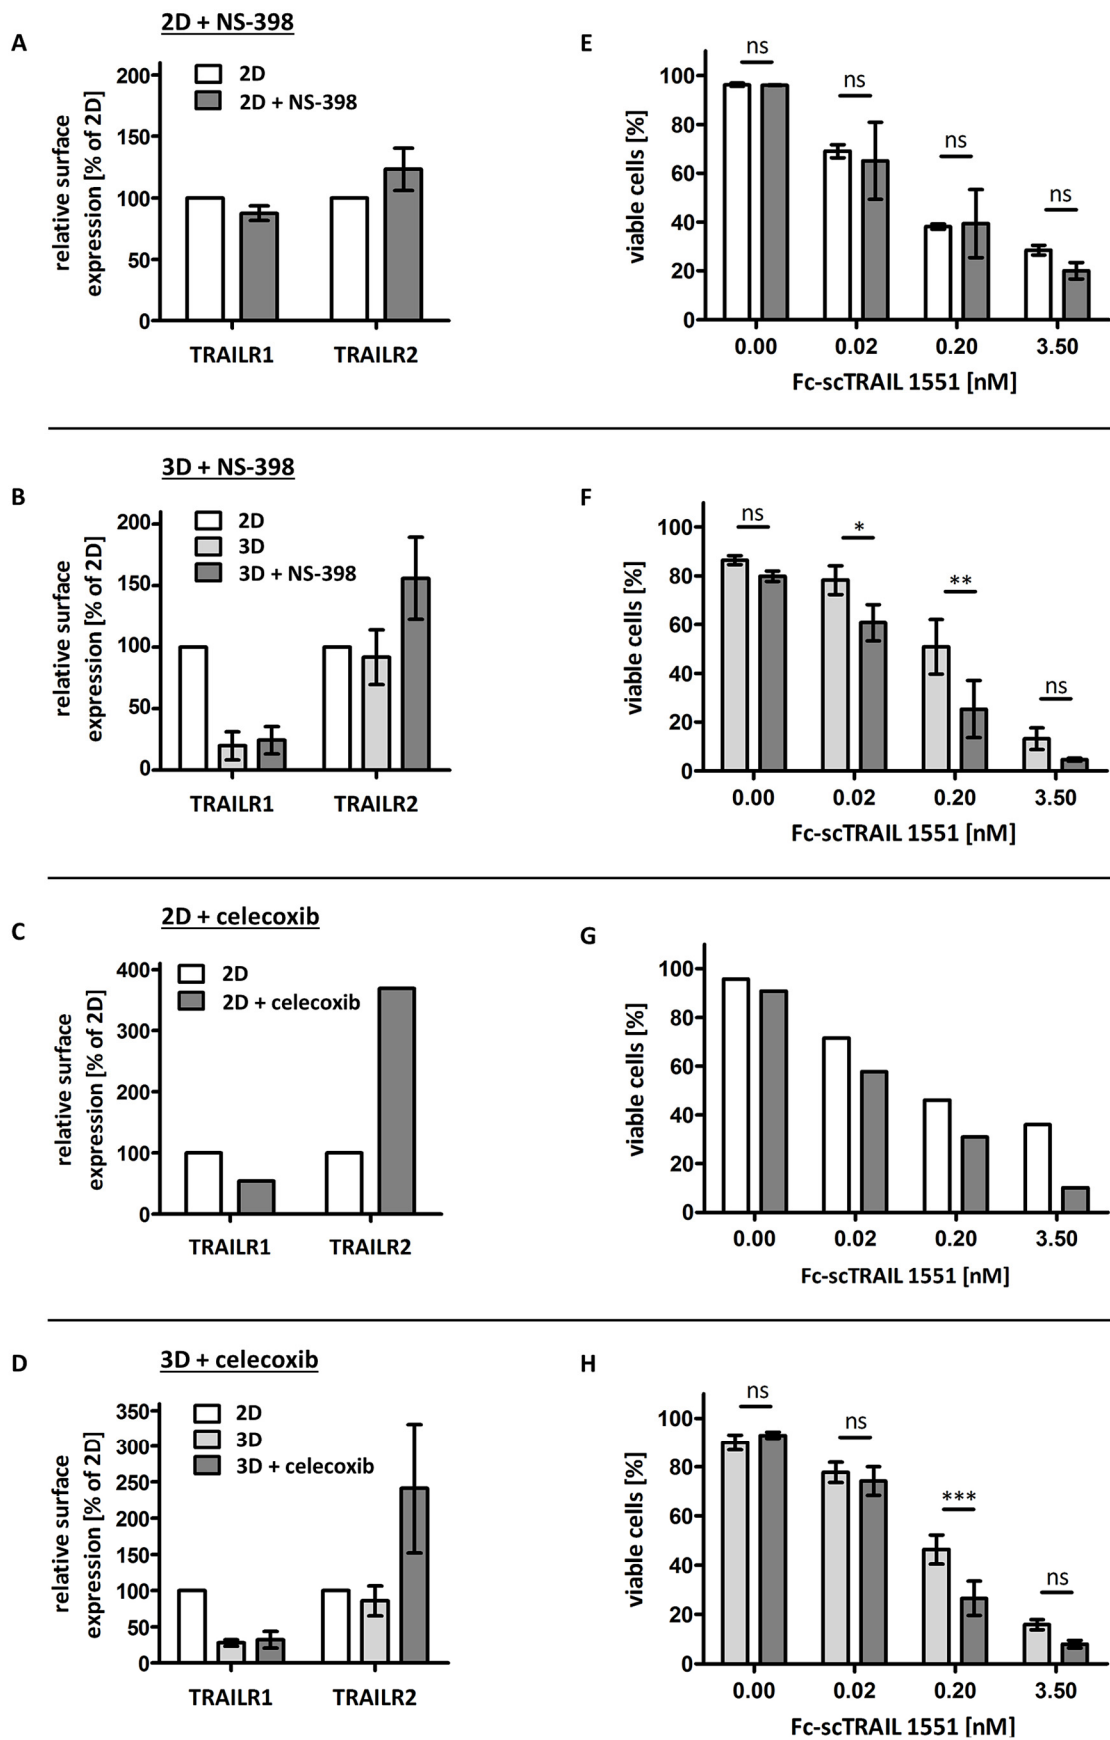 2D + NS-398
A
200
150
100
50
0
relative surface
expression [% of 2D]
2D
2D + NS-398
TRAILR1 TRAILR2
E
100
80
60
40
20
0
viable cells [%]
ns
ns
ns
ns
0.00 0.02 0.20 3.50
Fc-scTRAIL 1551 [nM]
3D + NS-398
B
200
150
100
50
0
relative surface
expression [% of 2D]
2D
3D
3D + NS-398
TRAILR1 TRAILR2
F
100
80
60
40
20
0
viable cells [%]
ns
*
**
ns
0.00 0.02 0.20 3.50
Fc-scTRAIL 1551 [nM]
2D + celecoxib
C
400
300
200
100
0
relative surface
expression [% of 2D]
2D
2D + celecoxib
TRAILR1 TRAILR2
G
100
80
60
40
20
0
viable cells [%]
0.00 0.02 0.20 3.50
Fc-scTRAIL 1551 [nM]
3D + celecoxib
D
350
300
250
200
150
100
50
0
relative surface
expression [% of 2D]
2D
3D
3D + celecoxib
TRAILR1 TRAILR2
H
100
80
60
40
20
0
viable cells [%]
ns
ns
***
ns
0.00 0.02 0.20 3.50
Fc-scTRAIL 1551 [nM]